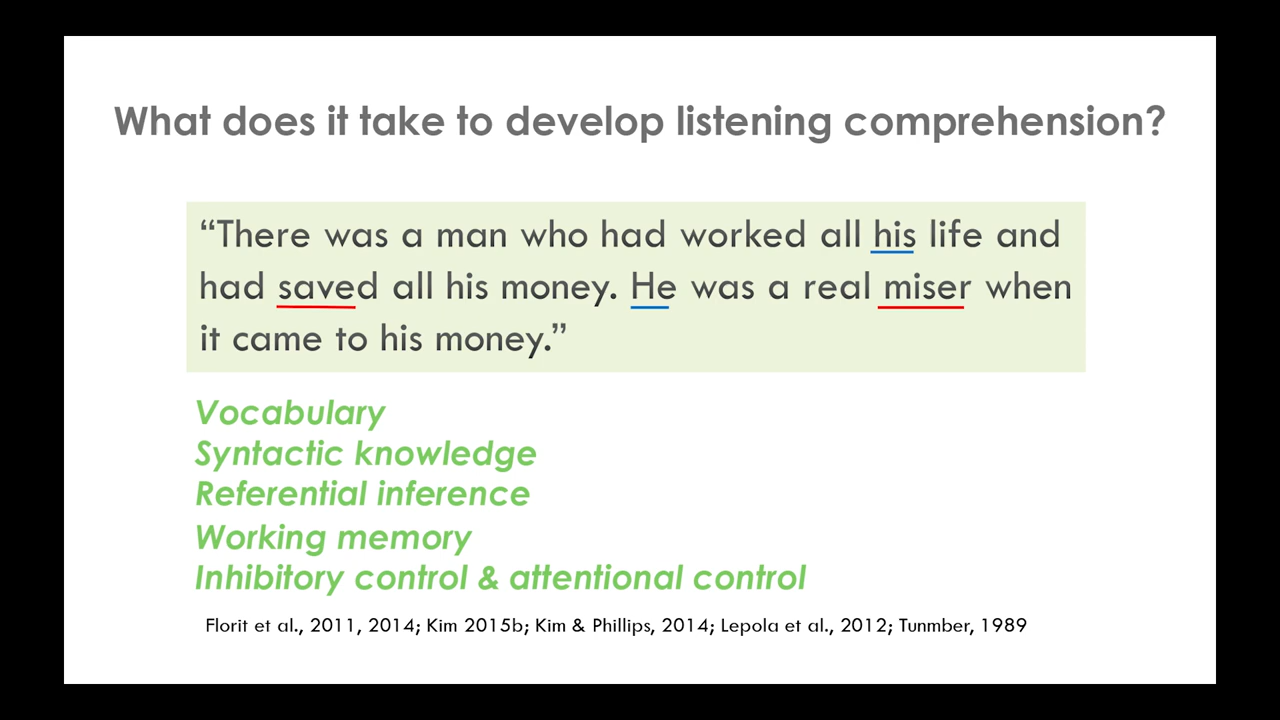 What does it take to develop listening comprehension?
“There was a man who had worked all his life and
had saved all his money. He was a real miser when
it came to his money.”
Vocabulary
Syntactic knowledge
Referential inference
Working memory
Inhibitory control & attentional control
Florit et al., 2011, 2014; Kim 2015b; Kim & Phillips, 2014; Lepola et al., 2012; Tunmber, 1989